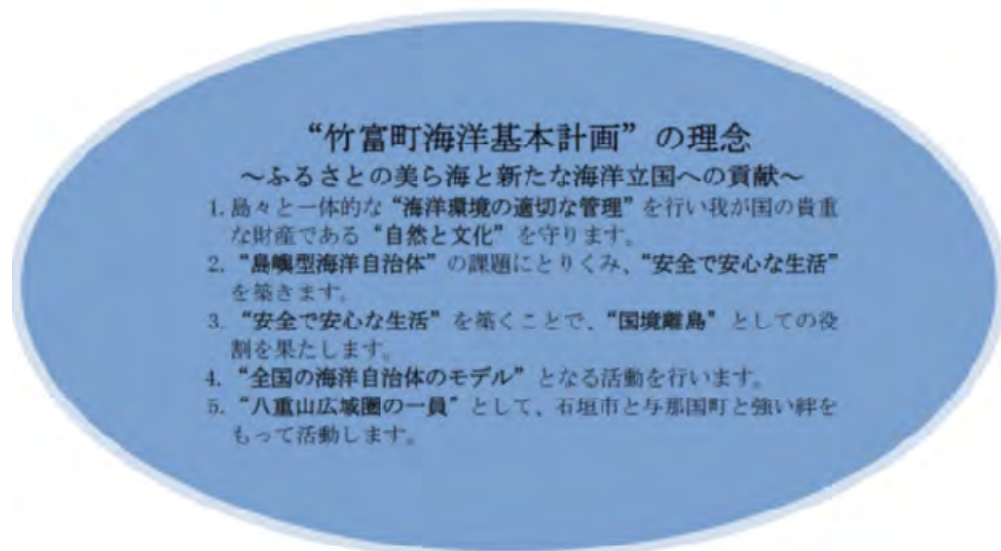 “竹富町海洋基本計画”の理念
～ふるさとの美ら海と新たな海洋立国への貢献～
1. 島々と一体的な“海洋環境の適切な管理”を行い我が国の貴重
な財産である“自然と文化”を守ります。
2. “島嶼型海洋自治体”の課題にとりくみ、“安全で安心な生活”
を築きます。
3. “安全で安心な生活”を築くことで、“国境離島”としての役
割を果たします。
4. “全国の海洋自治体のモデル”となる活動を行います。
5. “八重山広域圏の一員”として、石垣市と与那国町と強い絆を
もって活動します。